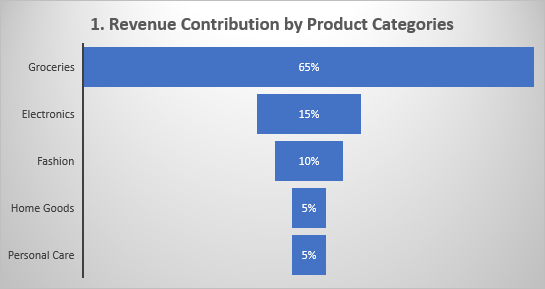 1. Revenue Contribution by Product Categories
Groceries 65%
Electronics 15%
Fashion 10%
Home Goods 5%
Personal Care 5%